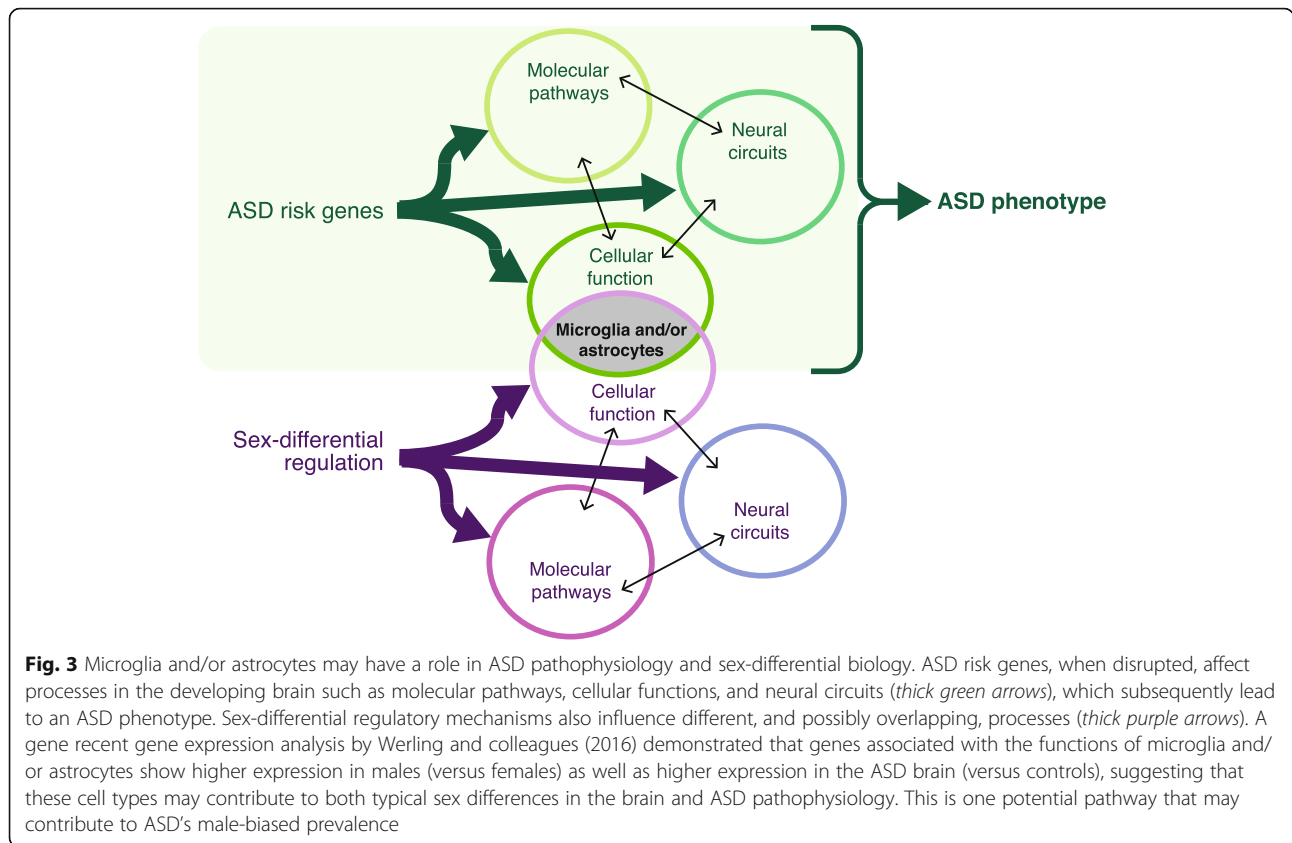 Molecular
pathways
Neural
circuits
ASD risk genes
ASD phenotype
Cellular
function
Microglia and/or
astrocytes
Cellular
function
Sex-differential
regulation
Neural
circuits
Molecular
pathways
Fig. 3 Microglia and/or astrocytes may have a role in ASD pathophysiology and sex-differential biology. ASD risk genes, when disrupted, affect
processes in the developing brain such as molecular pathways, cellular functions, and neural circuits (thick green arrows), which subsequently lead
to an ASD phenotype. Sex-differential regulatory mechanisms also influence different, and possibly overlapping, processes (thick purple arrows). A
gene recent gene expression analysis by Werling and colleagues (2016) demonstrated that genes associated with the functions of microglia and/
or astrocytes show higher expression in males (versus females) as well as higher expression in the ASD brain (versus controls), suggesting that
these cell types may contribute to both typical sex differences in the brain and ASD pathophysiology. This is one potential pathway that may
contribute to ASD's male-biased prevalence